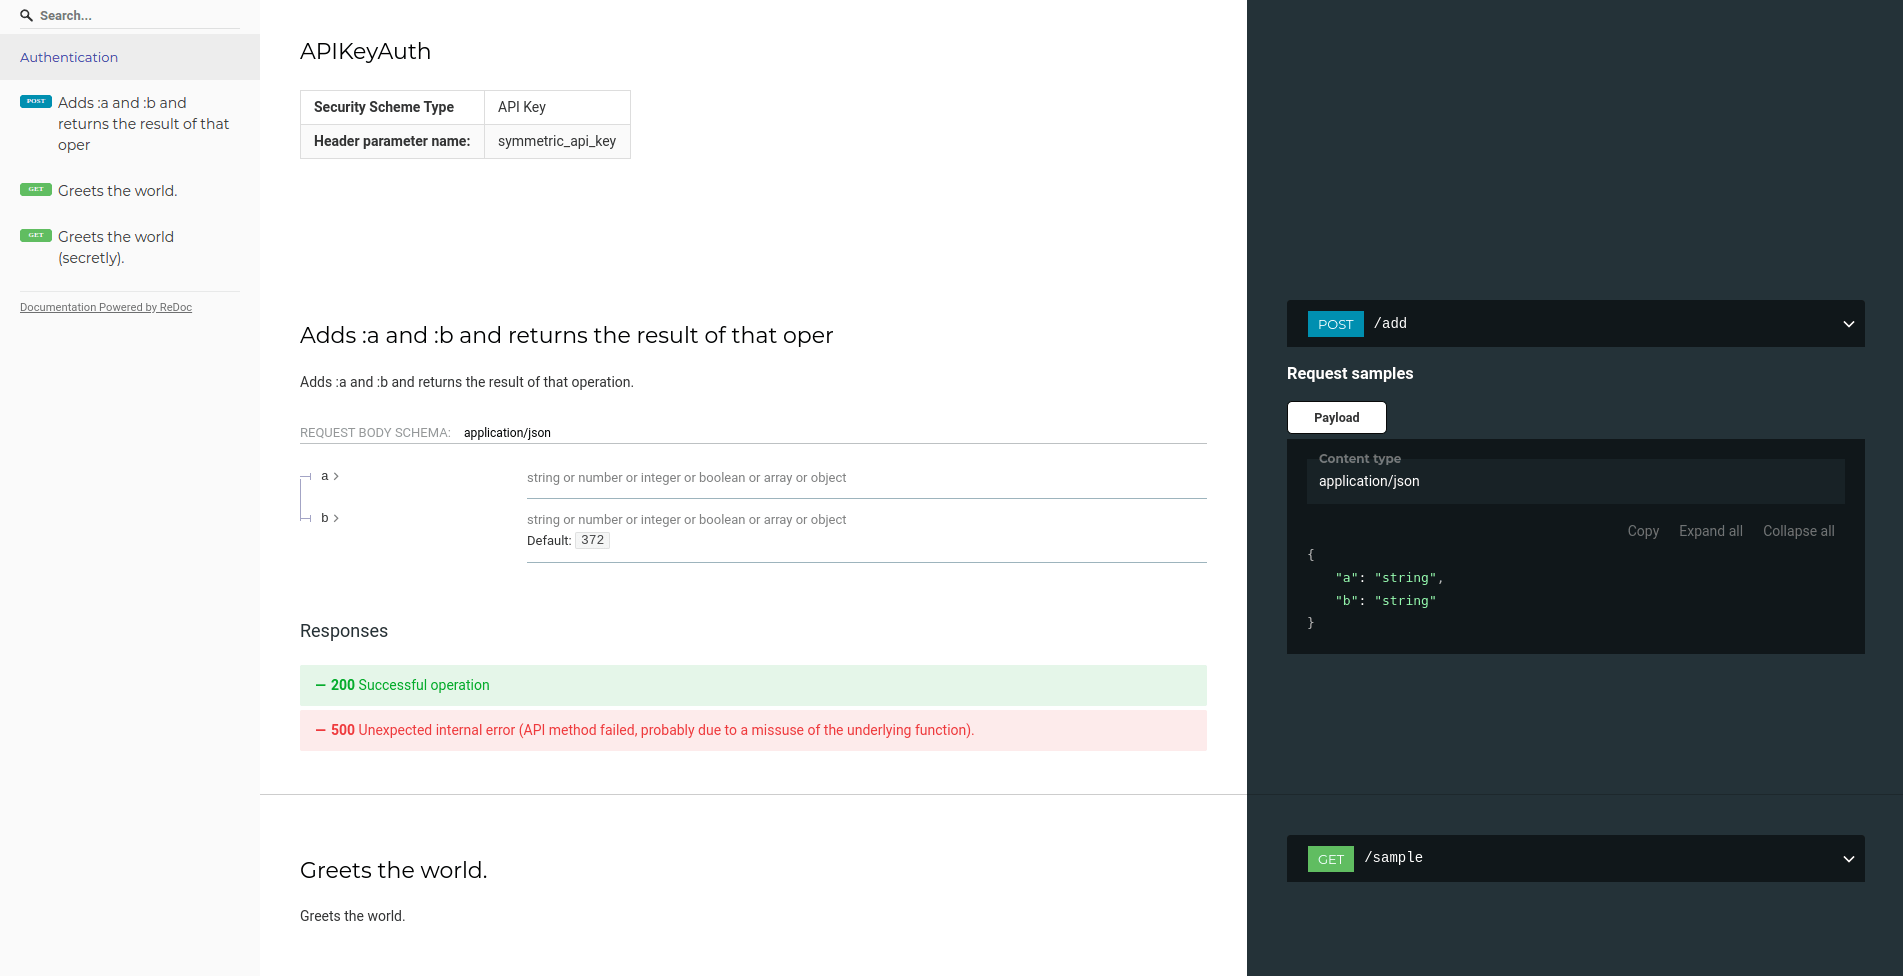 Search...
Authentication
POST Adds :a and :b and
returns the result of that
oper
GET Greets the world.
GET Greets the world
(secretly).
Documentation Powered by ReDoc
APIKeyAuth
Security Scheme Type API Key
Header parameter name: symmetric_api_key
Adds :a and :b and returns the result of that oper
Adds :a and :b and returns the result of that operation.
REQUEST BODY SCHEMA: application/json
a string or number or integer or boolean or array or object
b string or number or integer or boolean or array or object
Default: 372
Responses
— 200 Successful operation
— 500 Unexpected internal error (API method failed, probably due to a missuse of the underlying function).
Greets the world.
Greets the world.
POST /add
Request samples
Payload
Content type
application/json
Copy Expand all Collapse all
{
"a": "string",
"b": "string"
}
GET /sample